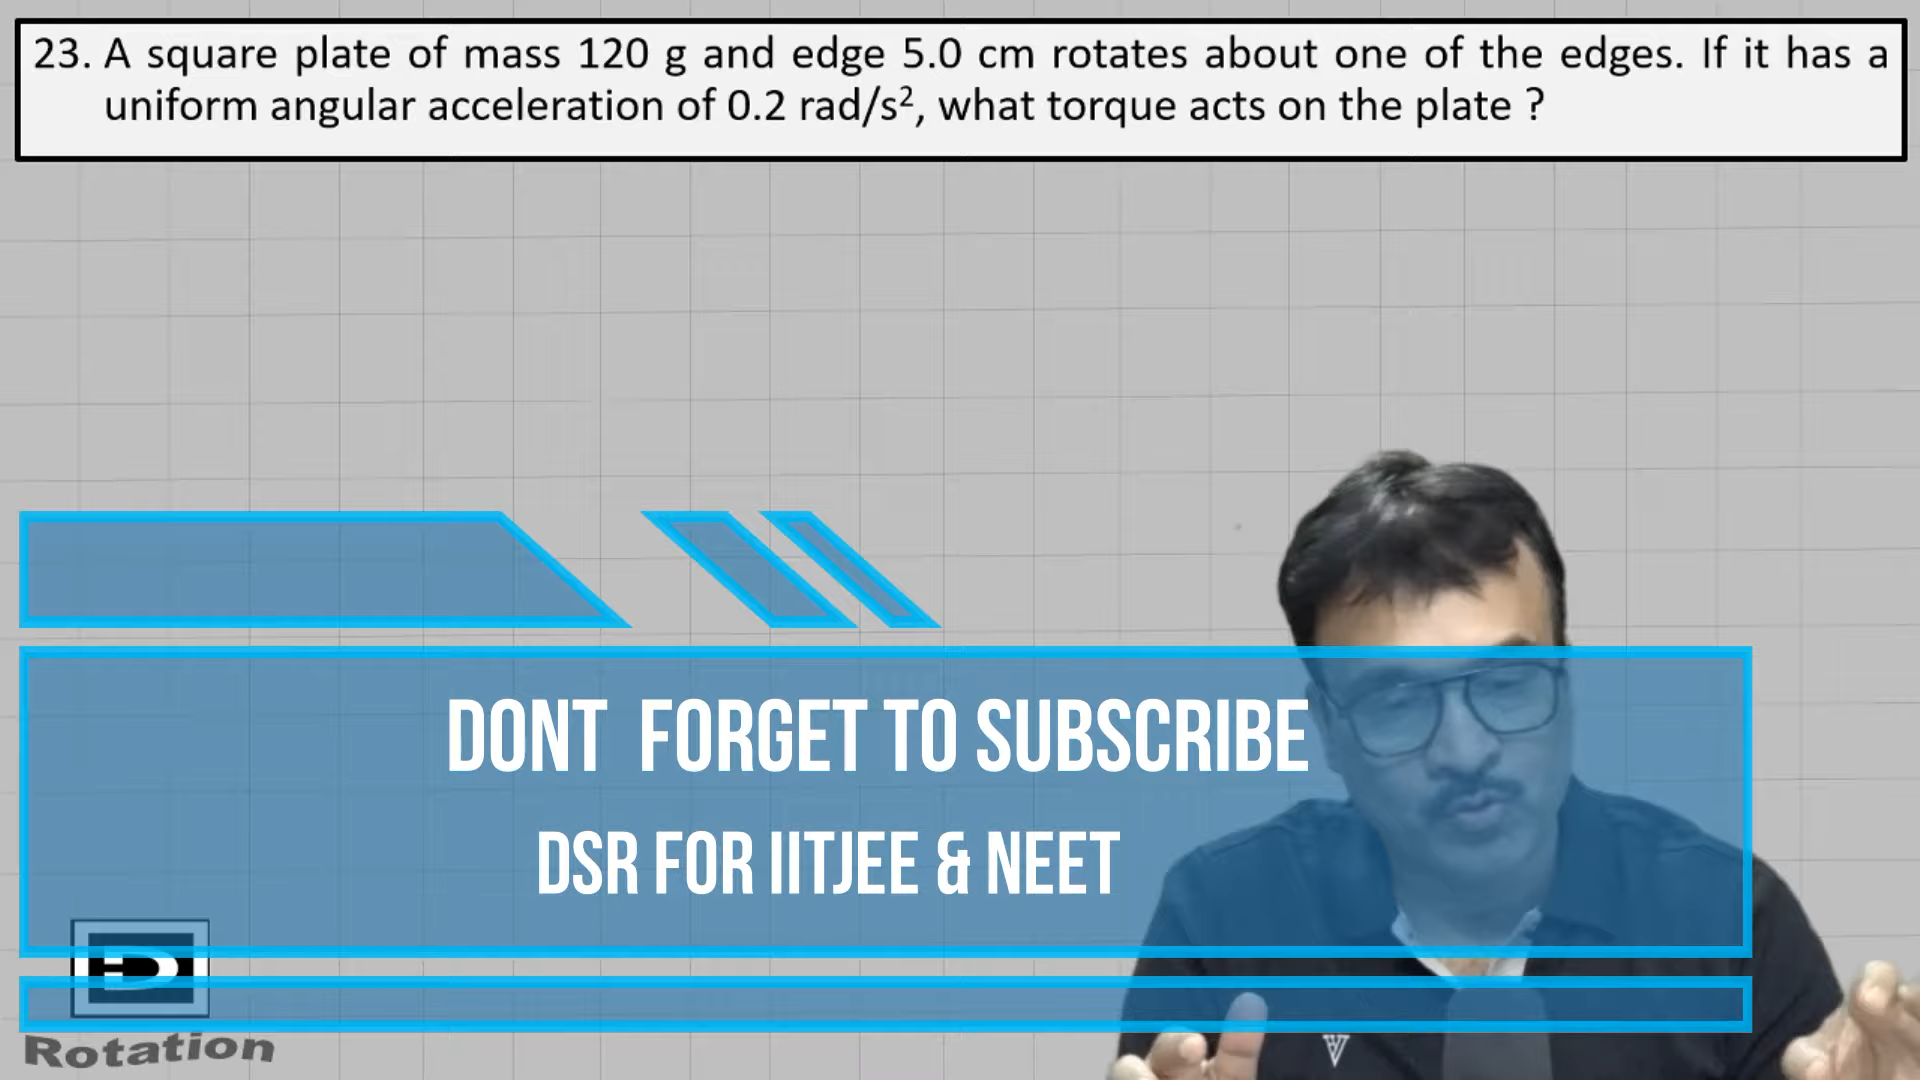 23. A square plate of mass 120 g and edge 5.0 cm rotates about one of the edges. If it has a
uniform angular acceleration of 0.2 rad/s², what torque acts on the plate ?
DONT FORGET TO SUBSCRIBE
DSR FOR IITJEE & NEET
D
Rotation